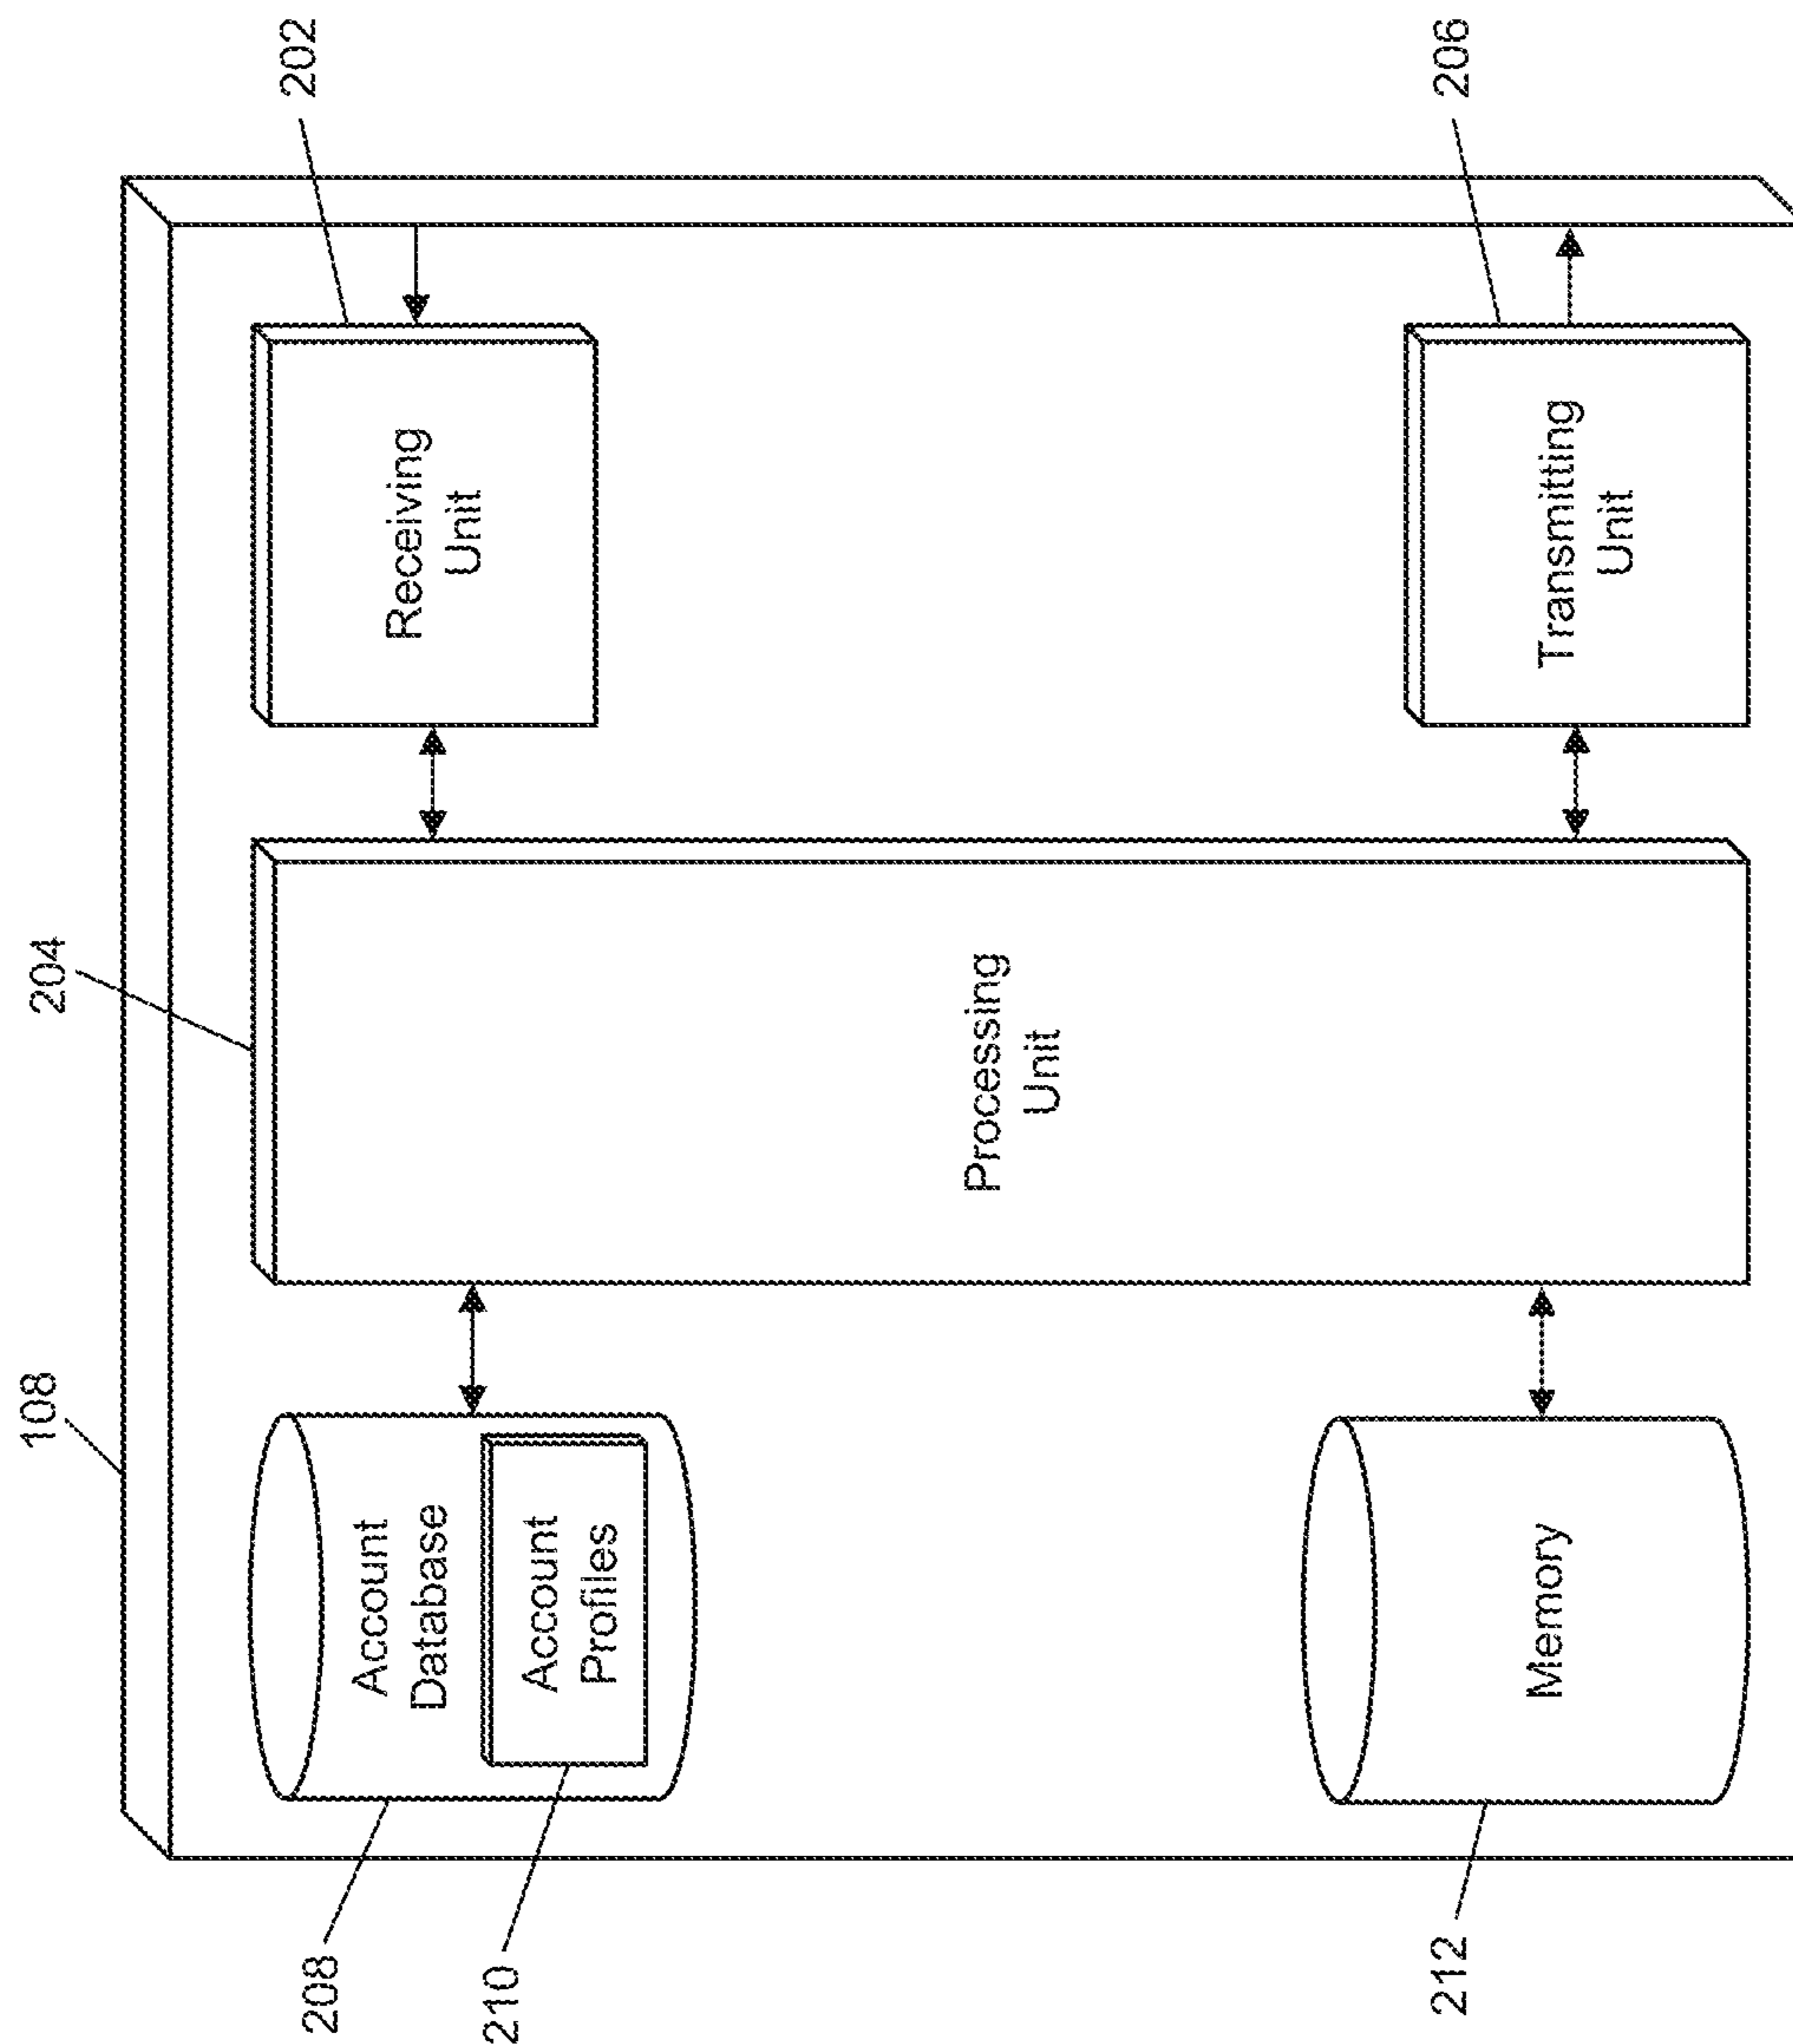 108
204
202
208
Account
Database
210
Account
Profiles
Processing
Unit
Receiving
Unit
212
Memory
Transmitting
Unit
206